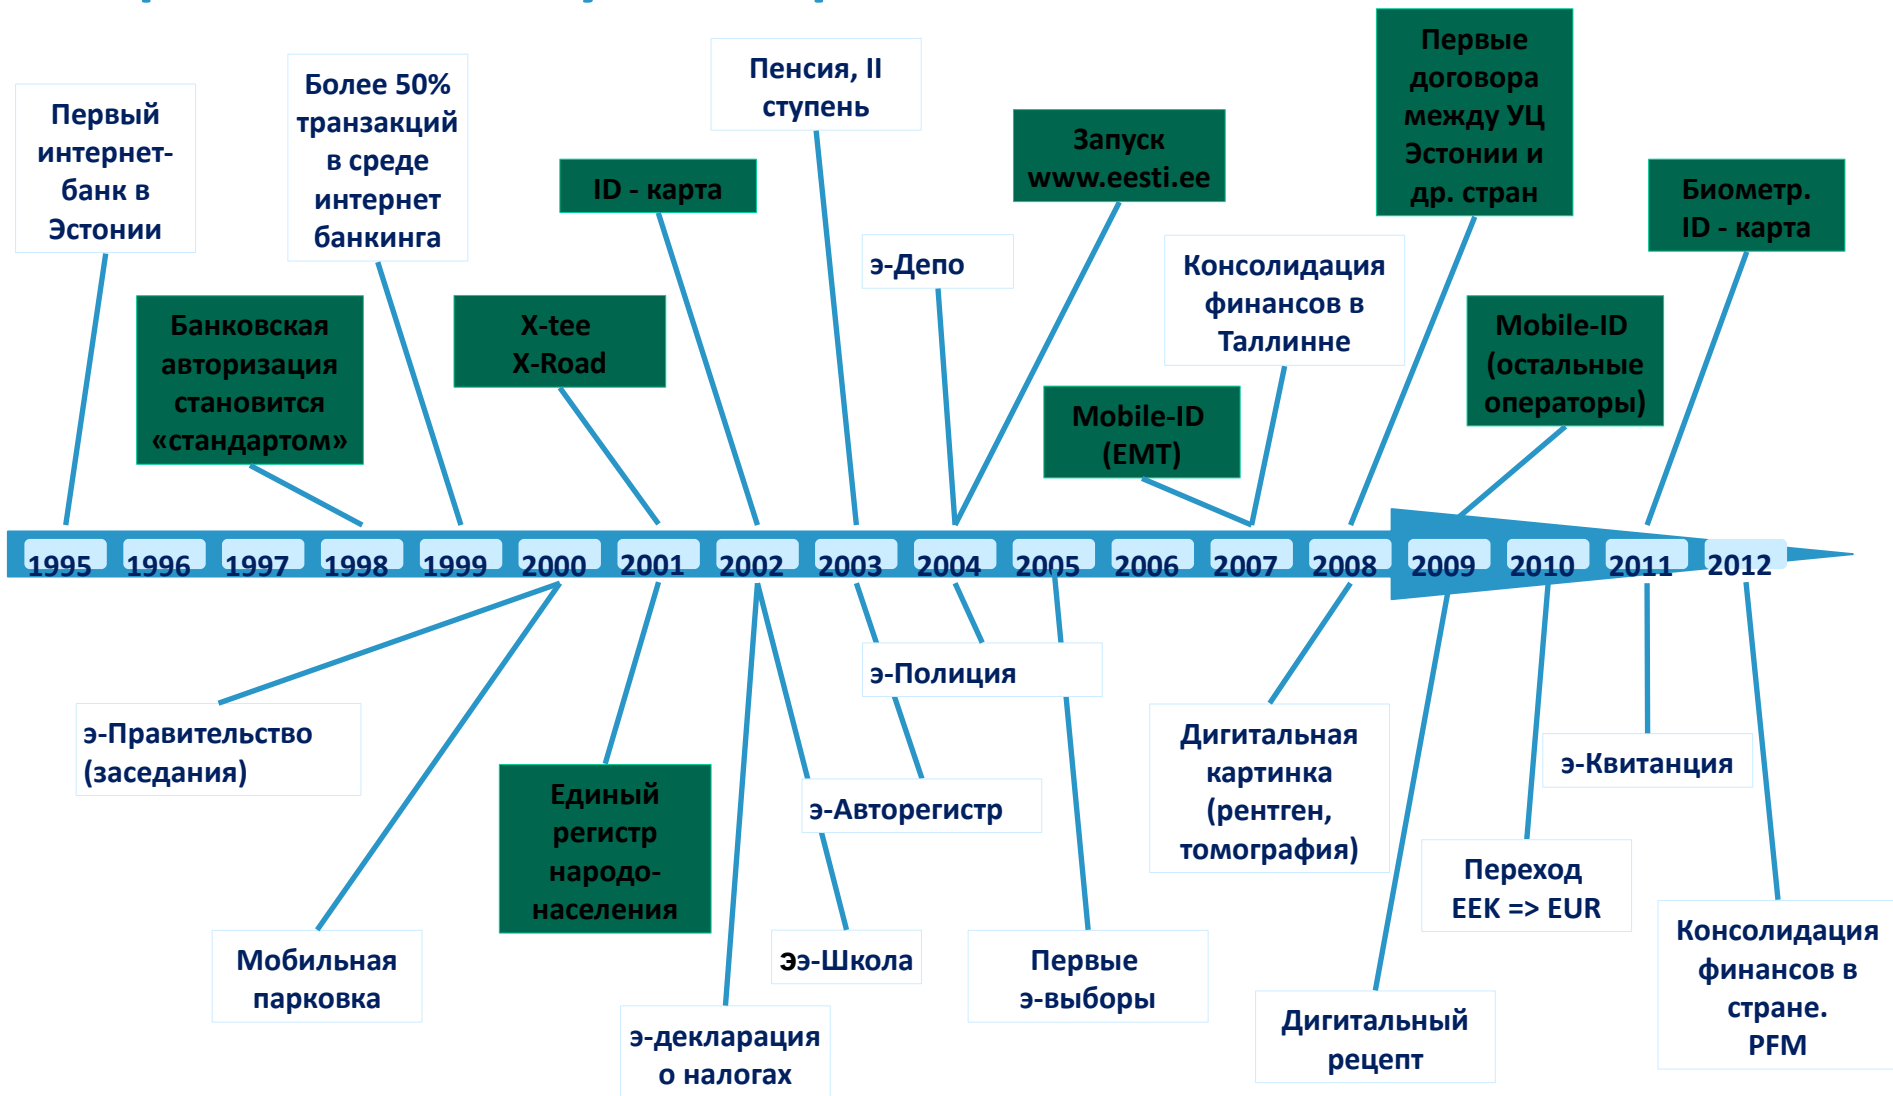 Первый
интернет-
банк в
Эстонии
Более 50%
транзакций
в среде
интернет
банкинга
Банковская
авторизация
становится
«стандартом»
X-tee
X-Road
ID - карта
Пенсия, II
ступень
э-Депо
Запуск
www.eesti.ee
Mobile-ID
(EMT)
Консолидация
финансов в
Таллинне
Первые
договора
между УЦ
Эстонии и
др. стран
Mobile-ID
(остальные
операторы)
Биометр.
ID - карта
1995 1996 1997 1998 1999 2000 2001 2002 2003 2004 2005 2006 2007 2008 2009 2010 2011 2012
э-Правительство
(заседания)
Мобильная
парковка
Единый
регистр
народо-
населения
э-декларация
о налогах
ээ-Школа
э-Авторегистр
э-Полиция
Первые
э-выборы
Дигитальная
картинка
(рентген,
томография)
Дигитальный
рецепт
Переход
EEK => EUR
э-Квитанция
Консолидация
финансов в
стране.
PFM